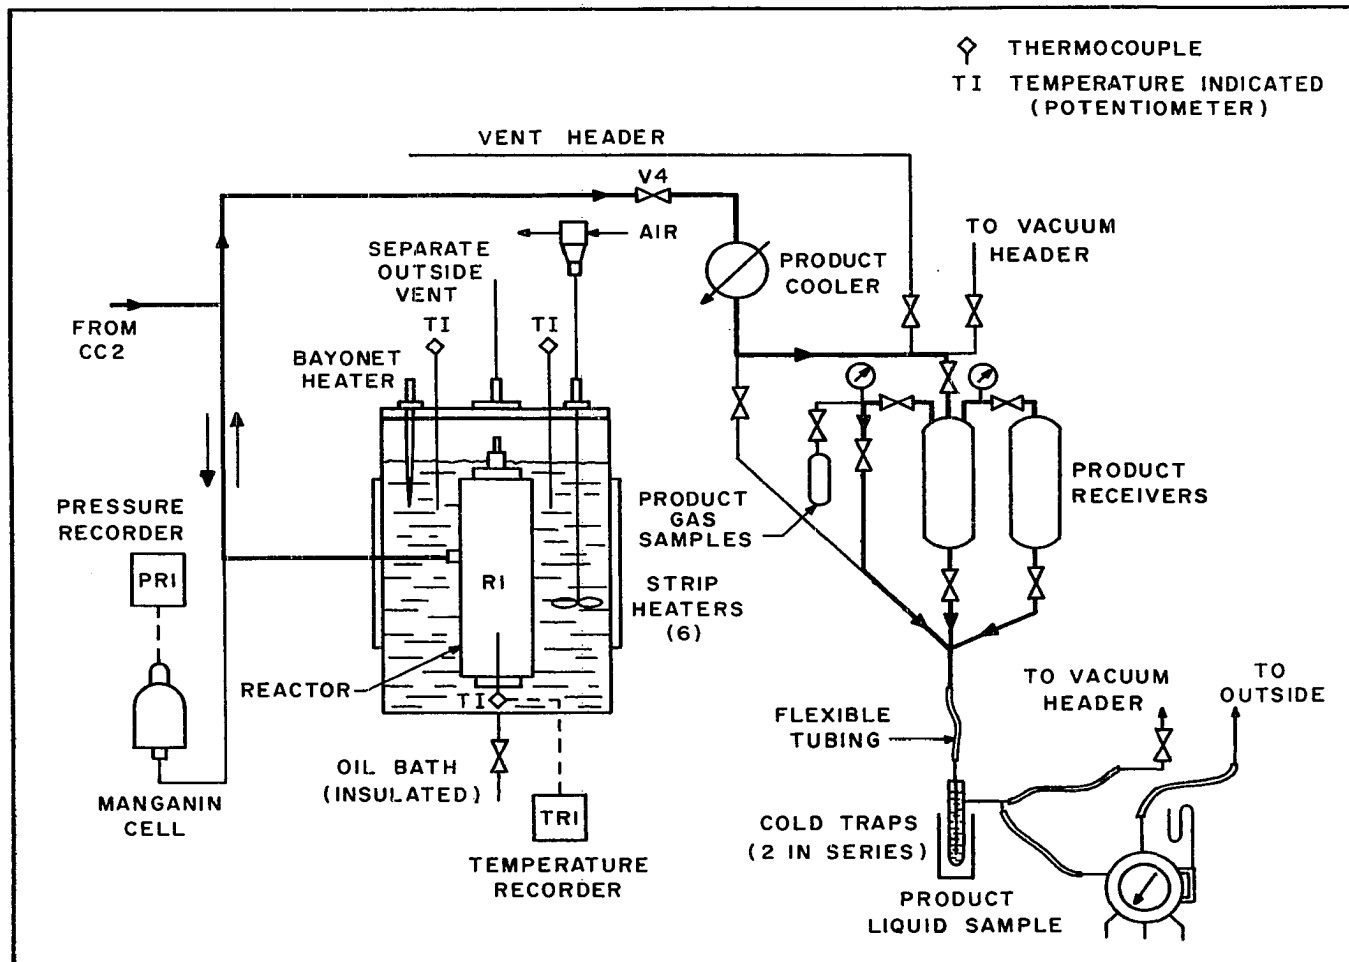 THERMOCOUPLE
TI TEMPERATURE INDICATED
(POTENTIOMETER)
VENT HEADER
V4
AIR
TO VACUUM
HEADER
SEPARATE
OUTSIDE
VENT
PRODUCT
COOLER
FROM
CC2
TI
TI
BAYONET
HEATER
PRESSURE
RECORDER
PRI
R1
PRODUCT
GAS
SAMPLES
PRODUCT
RECEIVERS
STRIP
HEATERS
(6)
REACTOR
TI
MANGANIN
CELL
OIL BATH
(INSULATED)
TRI
TEMPERATURE
RECORDER
FLEXIBLE
TUBING
TO VACUUM
HEADER
TO
OUTSIDE
COLD TRAPS
(2 IN SERIES)
PRODUCT
LIQUID SAMPLE